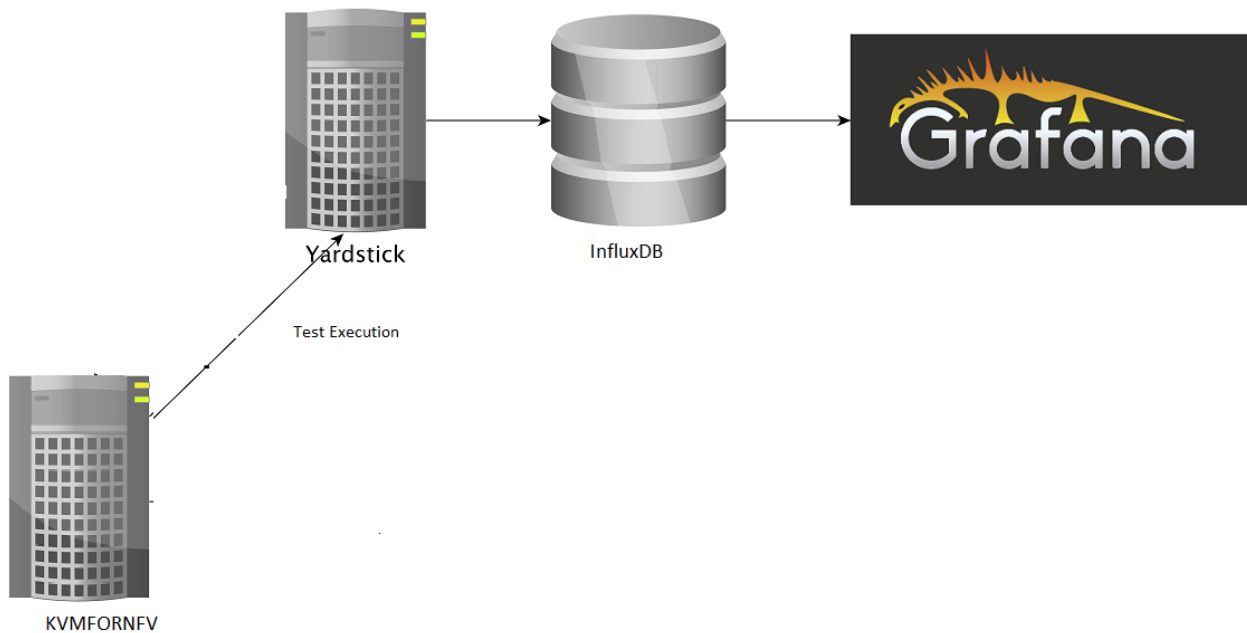 Grafana
Yardstick
InfluxDB
Test Execution
KVMFORNFV